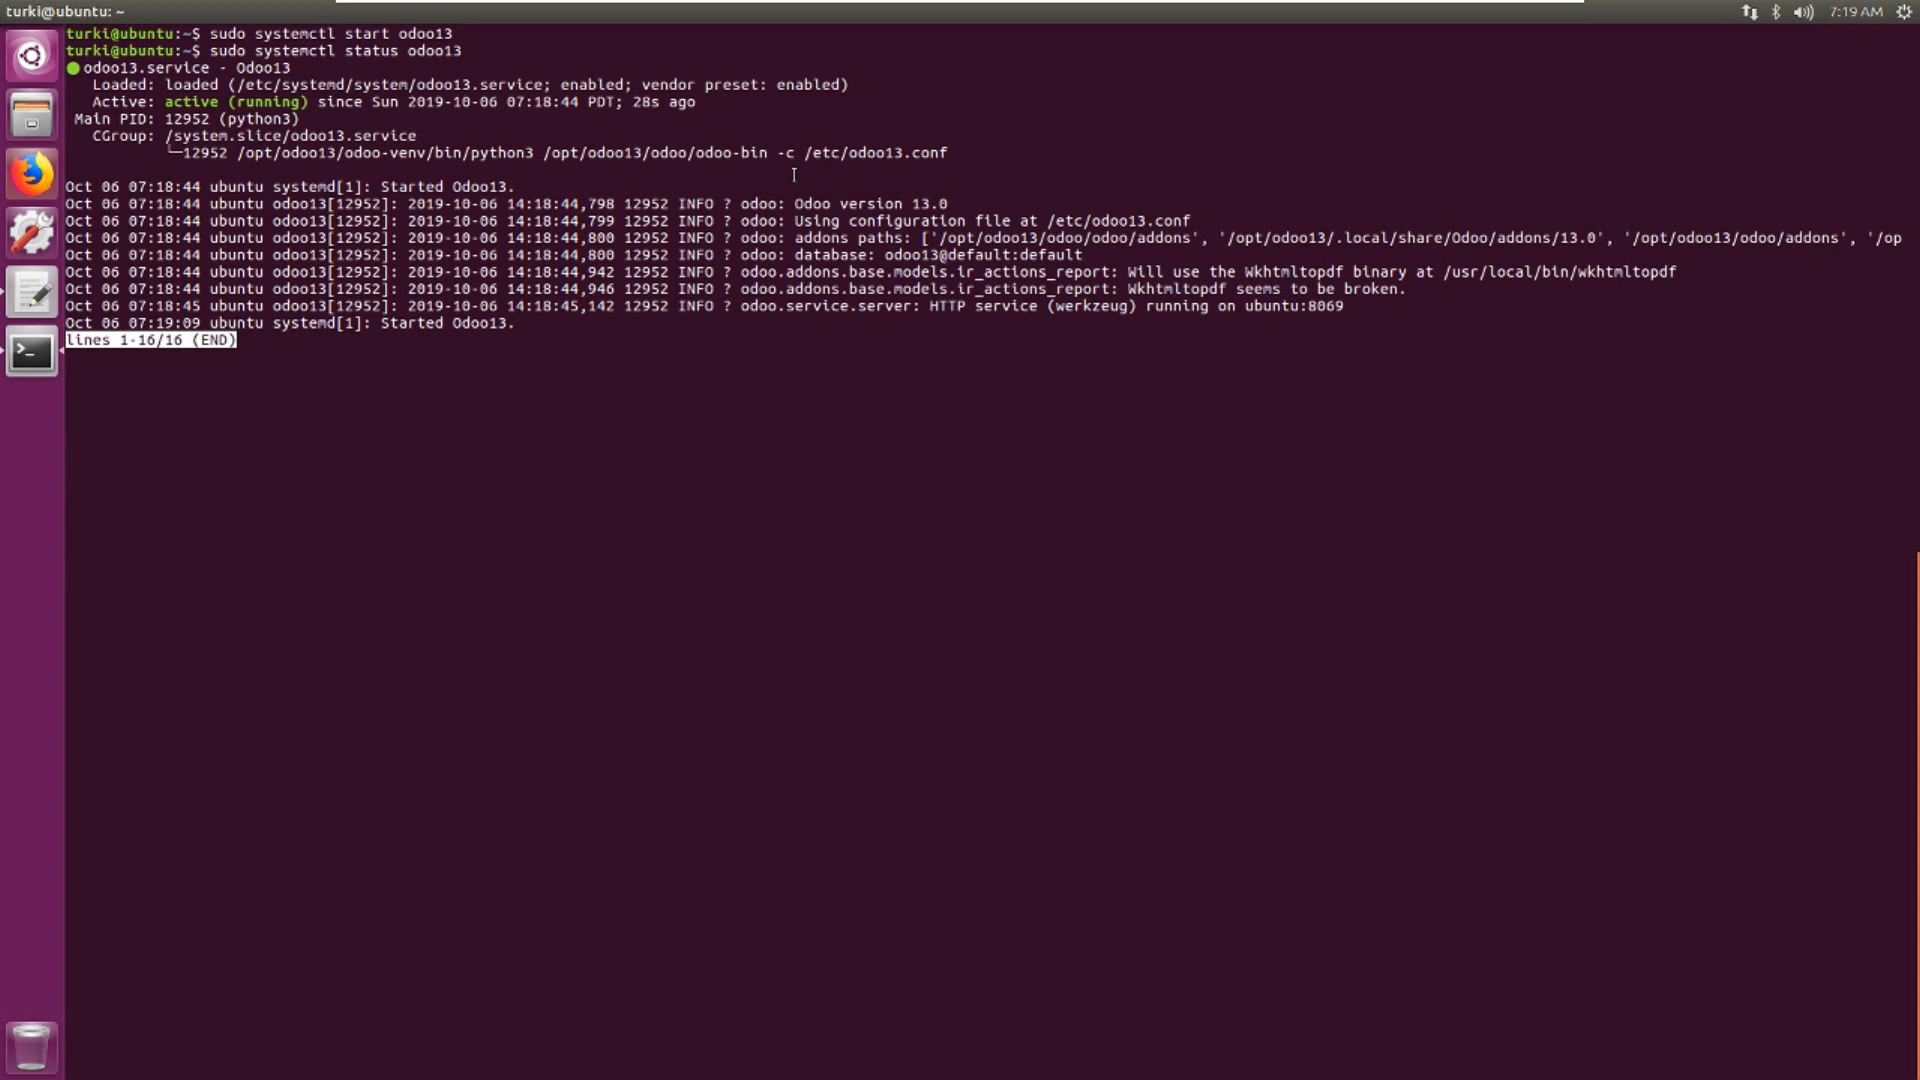 turki@ubuntu: ~
7:19 AM
turki@ubuntu:~$ sudo systemctl start odoo13
turki@ubuntu:~$ sudo systemctl status odoo13
● odoo13.service - Odoo13
Loaded: loaded (/etc/systemd/system/odoo13.service; enabled; vendor preset: enabled)
Active: active (running) since Sun 2019-10-06 07:18:44 PDT; 28s ago
Main PID: 12952 (python3)
CGroup: /system.slice/odoo13.service
└─12952 /opt/odoo13/odoo-venv/bin/python3 /opt/odoo13/odoo/odoo-bin -c /etc/odoo13.conf
Oct 06 07:18:44 ubuntu systemd[1]: Started Odoo13.
Oct 06 07:18:44 ubuntu odoo13[12952]: 2019-10-06 14:18:44,798 12952 INFO ? odoo: Odoo version 13.0
Oct 06 07:18:44 ubuntu odoo13[12952]: 2019-10-06 14:18:44,799 12952 INFO ? odoo: Using configuration file at /etc/odoo13.conf
Oct 06 07:18:44 ubuntu odoo13[12952]: 2019-10-06 14:18:44,800 12952 INFO ? odoo: addons paths: ['/opt/odoo13/odoo/odoo/addons', '/opt/odoo13/.local/share/Odoo/addons/13.0', '/opt/odoo13/odoo/addons', '/op
Oct 06 07:18:44 ubuntu odoo13[12952]: 2019-10-06 14:18:44,800 12952 INFO ? odoo: database: odoo13@default:default
Oct 06 07:18:44 ubuntu odoo13[12952]: 2019-10-06 14:18:44,942 12952 INFO ? odoo.addons.base.models.ir_actions_report: Will use the Wkhtmltopdf binary at /usr/local/bin/wkhtmltopdf
Oct 06 07:18:44 ubuntu odoo13[12952]: 2019-10-06 14:18:44,946 12952 INFO ? odoo.addons.base.models.ir_actions_report: Wkhtmltopdf seems to be broken.
Oct 06 07:18:45 ubuntu odoo13[12952]: 2019-10-06 14:18:45,142 12952 INFO ? odoo.service.server: HTTP service (werkzeug) running on ubuntu:8069
Oct 06 07:19:09 ubuntu systemd[1]: Started Odoo13.
lines 1-16/16 (END)